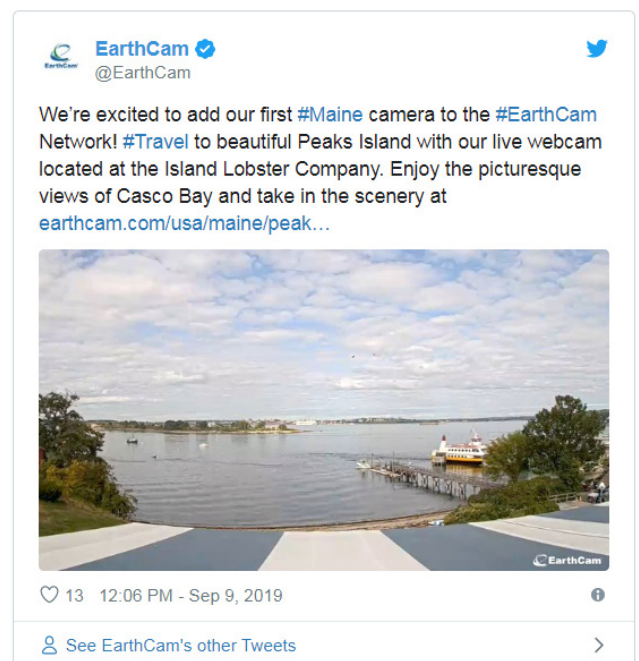 EarthCam
EarthCam
@EarthCam
We're excited to add our first #Maine camera to the #EarthCam
Network! #Travel to beautiful Peaks Island with our live webcam
located at the Island Lobster Company. Enjoy the picturesque
views of Casco Bay and take in the scenery at
earthcam.com/usa/maine/peak…
EarthCam
13 12:06 PM - Sep 9, 2019
See EarthCam's other Tweets